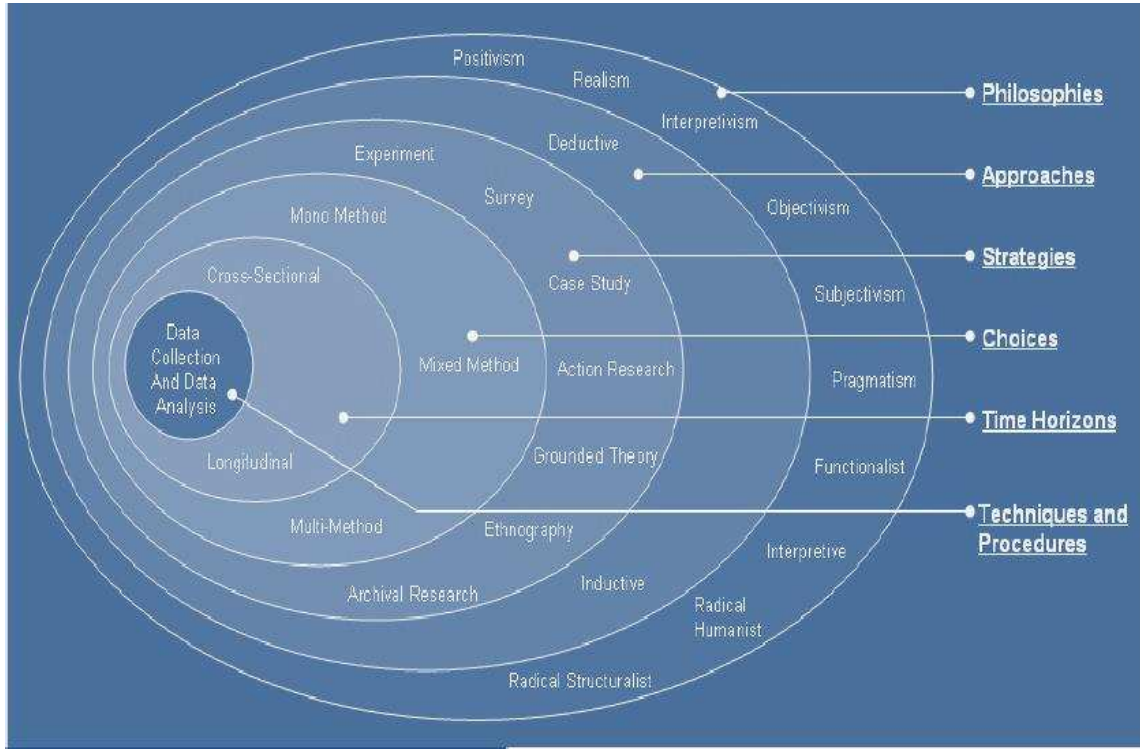 Positivism
Realism
Interpretivism
Philosophies
Deductive
Experiment
Approaches
Survey
Mono Method
Objectivism
Strategies
Cross-Sectional
Case Study
Subjectivism
Data
Collection
And Data
Analysis
Choices
Mixed Method
Action Research
Pragmatism
Time Horizons
Longitudinal
Grounded Theory
Functionalist
Multi-Method
Ethnography
Techniques and
Procedures
Interpretive
Inductive
Archival Research
Radical
Humanist
Radical Structuralist